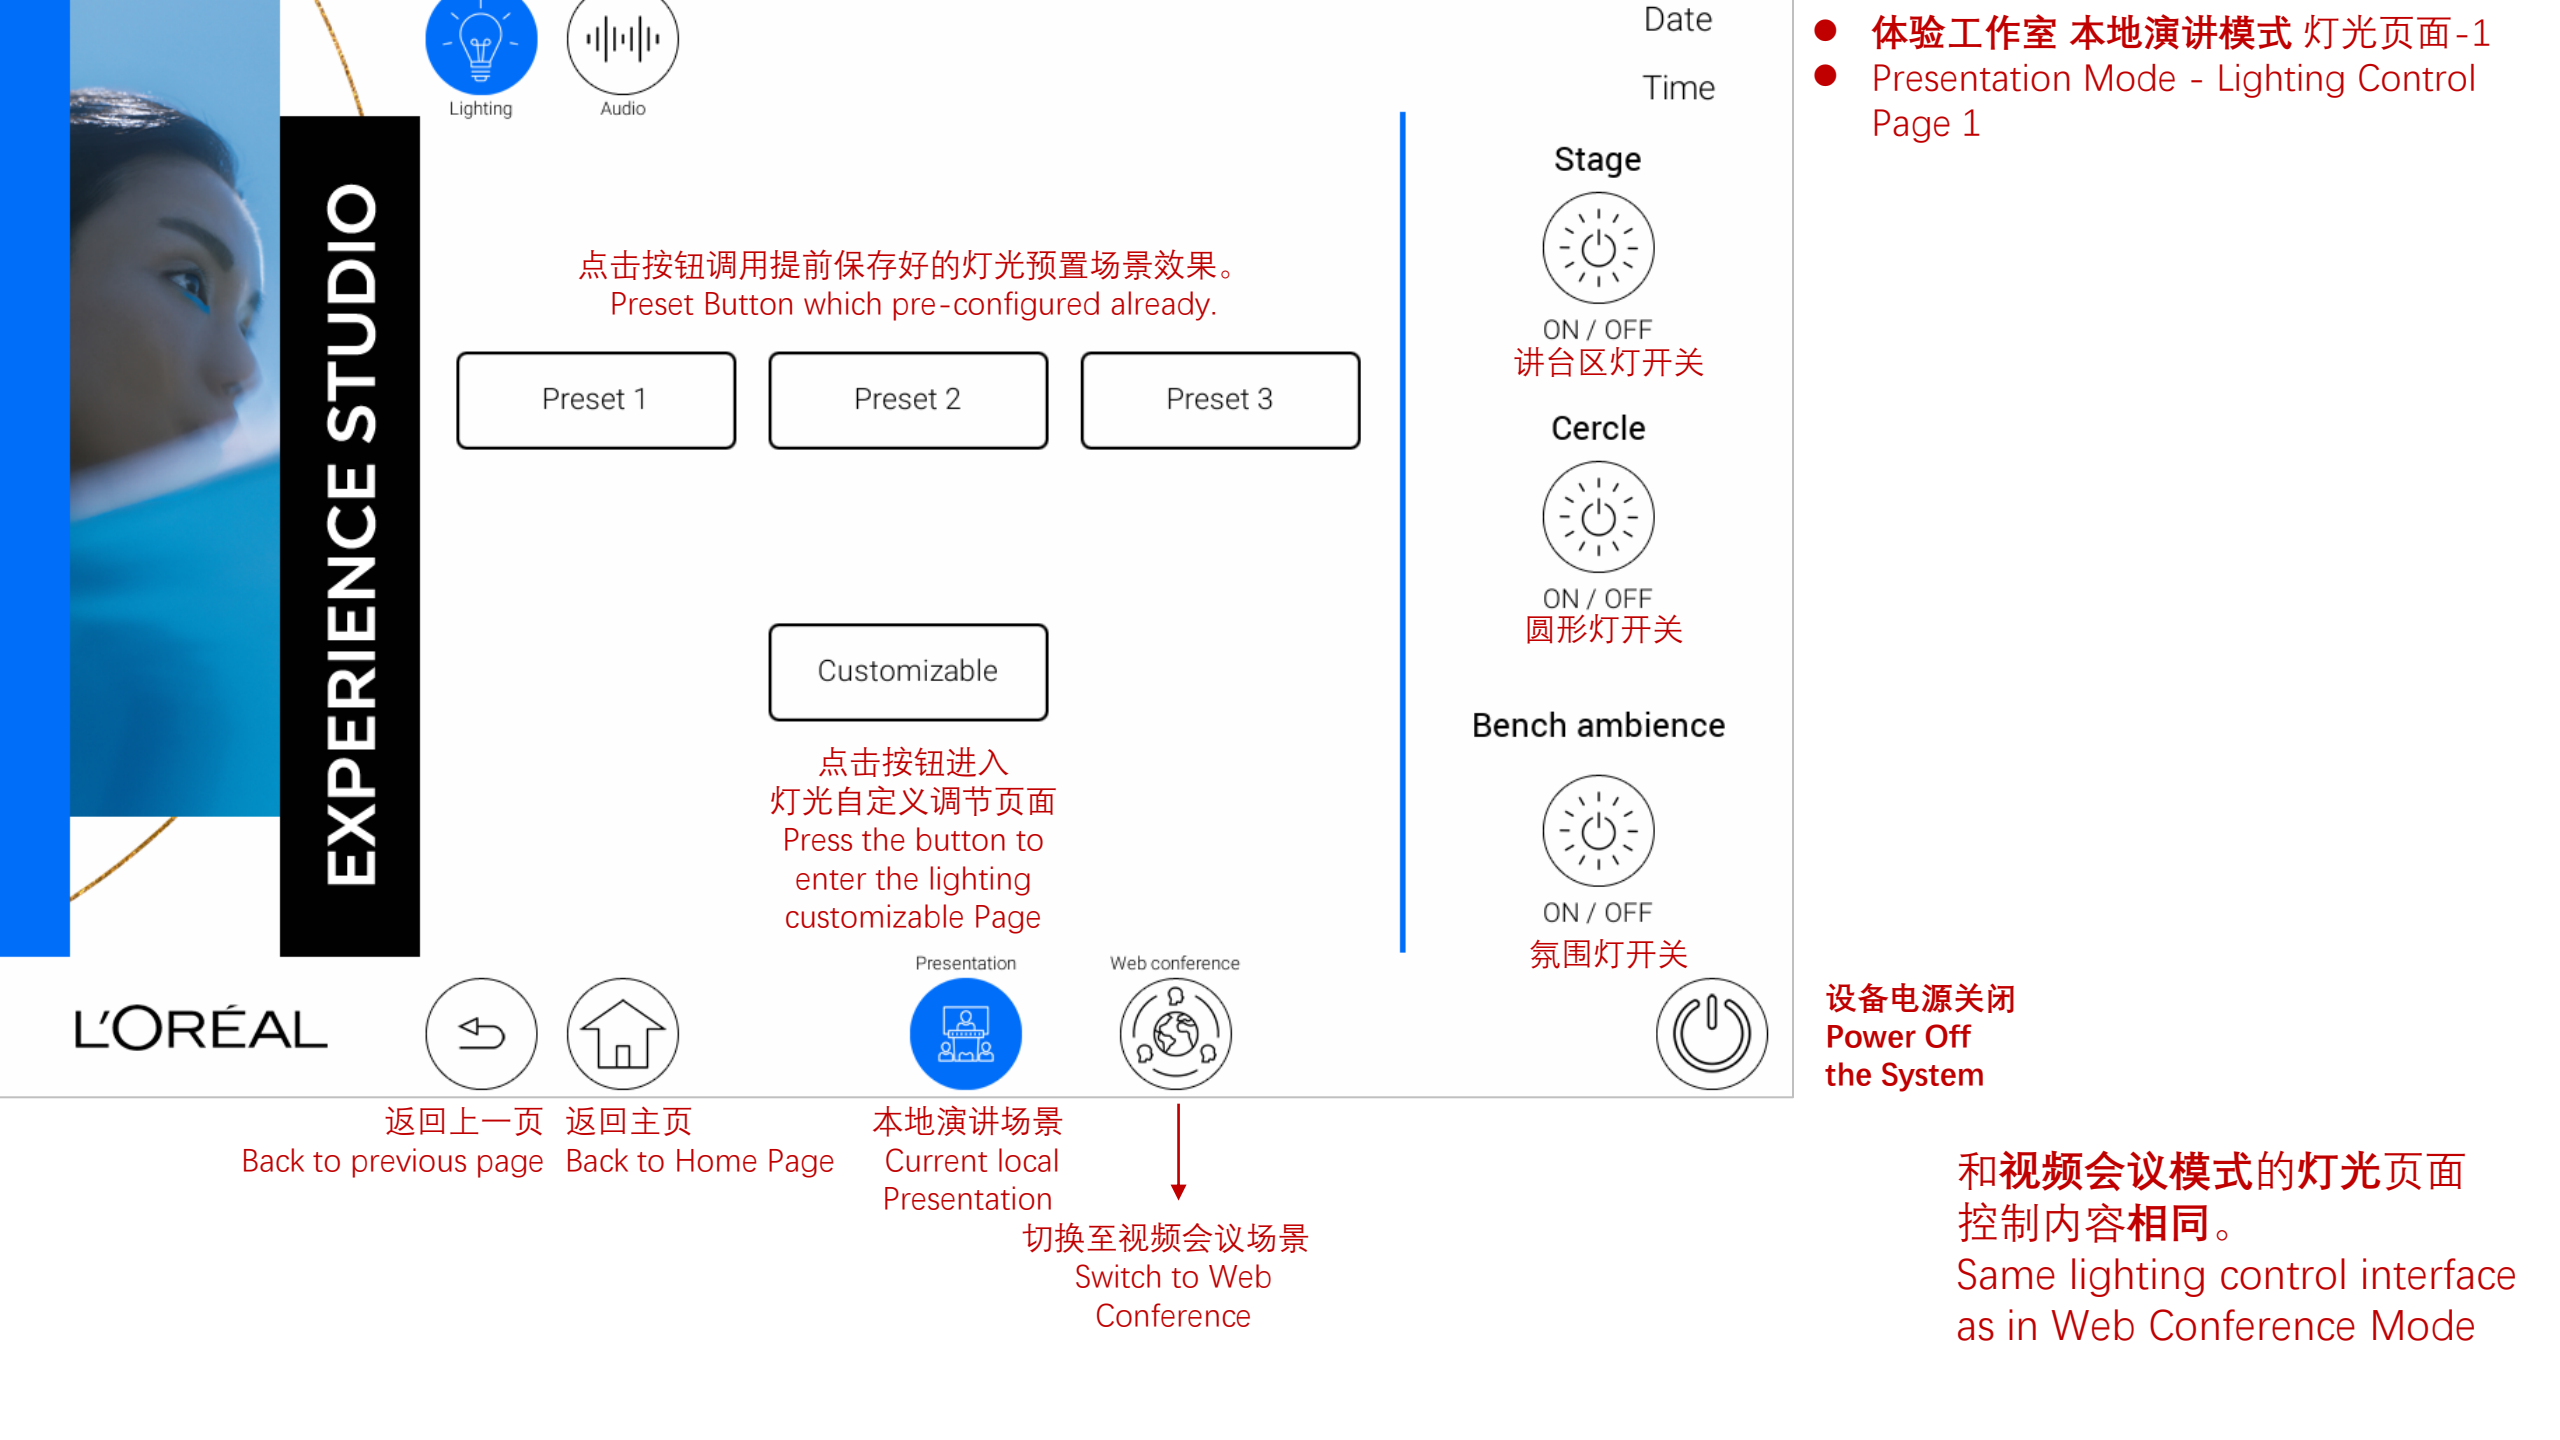 Lighting
Audio
Date
Time
体验工作室 本地演讲模式 灯光页面-1
Presentation Mode - Lighting Control
Page 1
EXPERIENCE STUDIO
点击按钮调用提前保存好的灯光预置场景效果。
Preset Button which pre-configured already.
Preset 1
Preset 2
Preset 3
Customizable
点击按钮进入
灯光自定义调节页面
Press the button to
enter the lighting
customizable Page
Stage
ON / OFF
讲台区灯开关
Cercle
ON / OFF
圆形灯开关
Bench ambience
ON / OFF
氛围灯开关
L'ORÉAL
Presentation
Web conference
设备电源关闭
Power Off
the System
返回上一页
Back to previous page
返回主页
Back to Home Page
本地演讲场景
Current local
Presentation
切换至视频会议场景
Switch to Web
Conference
和视频会议模式的灯光页面
控制内容相同。
Same lighting control interface
as in Web Conference Mode